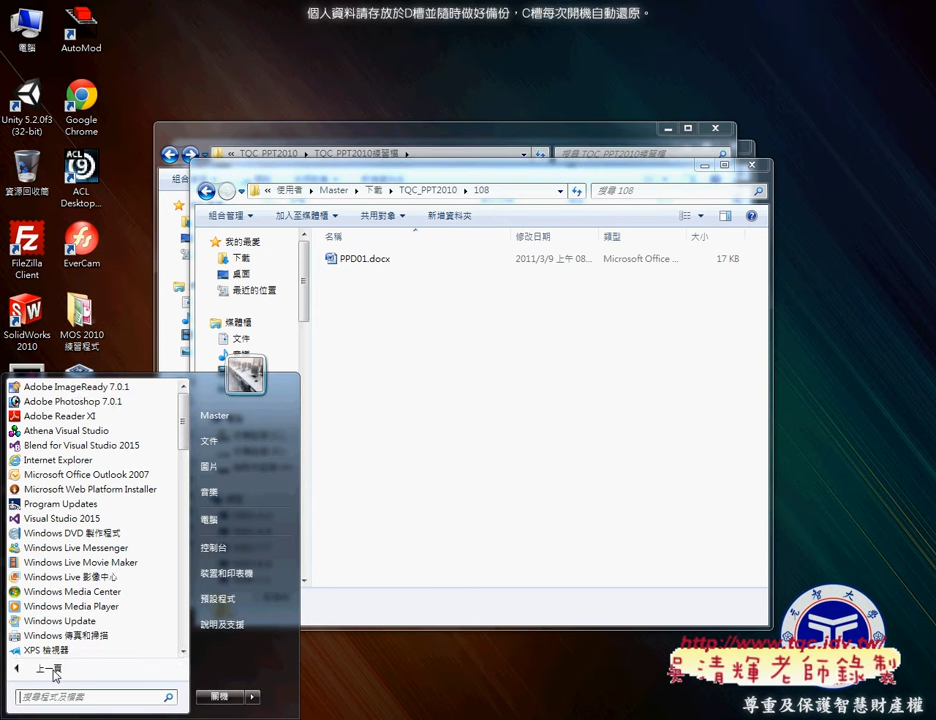 個人資料請存放於D槽並隨時做好備份，C槽每次開機自動還原。
電腦
AutoMod
Unity 5.2.0f3
(32-bit)
Google
Chrome
資源回收筒
ACL
ACL
Desktop...
FileZilla
Client
EverCam
SolidWorks
2010
MOS 2010
練習程式
« TQC_PPT2010 ▸ TQC_PPT2010練習檔 ▸
搜尋 TQC_PPT2010練習檔
« 使用者 ▸ Master ▸ 下載 ▸ TQC_PPT2010 ▸ 108
搜尋 108
組合管理 ▾ 加入至媒體櫃 ▾ 共用對象 ▾ 新增資料夾
名稱 修改日期 類型 大小
PPD01.docx 2011/3/9 上午 08... Microsoft Office ... 17 KB
我的最愛
下載
桌面
最近的位置
媒體櫃
文件
音樂
Adobe ImageReady 7.0.1
Adobe Photoshop 7.0.1
Adobe Reader XI
Athena Visual Studio
Blend for Visual Studio 2015
Internet Explorer
Microsoft Office Outlook 2007
Microsoft Web Platform Installer
Program Updates
Visual Studio 2015
Windows DVD 製作程式
Windows Live Messenger
Windows Live Movie Maker
Windows Live 影像中心
Windows Media Center
Windows Media Player
Windows Update
Windows 傳真和掃描
XPS 檢視器
上一頁
搜尋程式及檔案
Master
文件
圖片
音樂
電腦
控制台
裝置和印表機
預設程式
說明及支援
關機
元智大學
http://www.tqc.idv.tw/
吳清輝老師錄製
尊重及保護智慧財產權